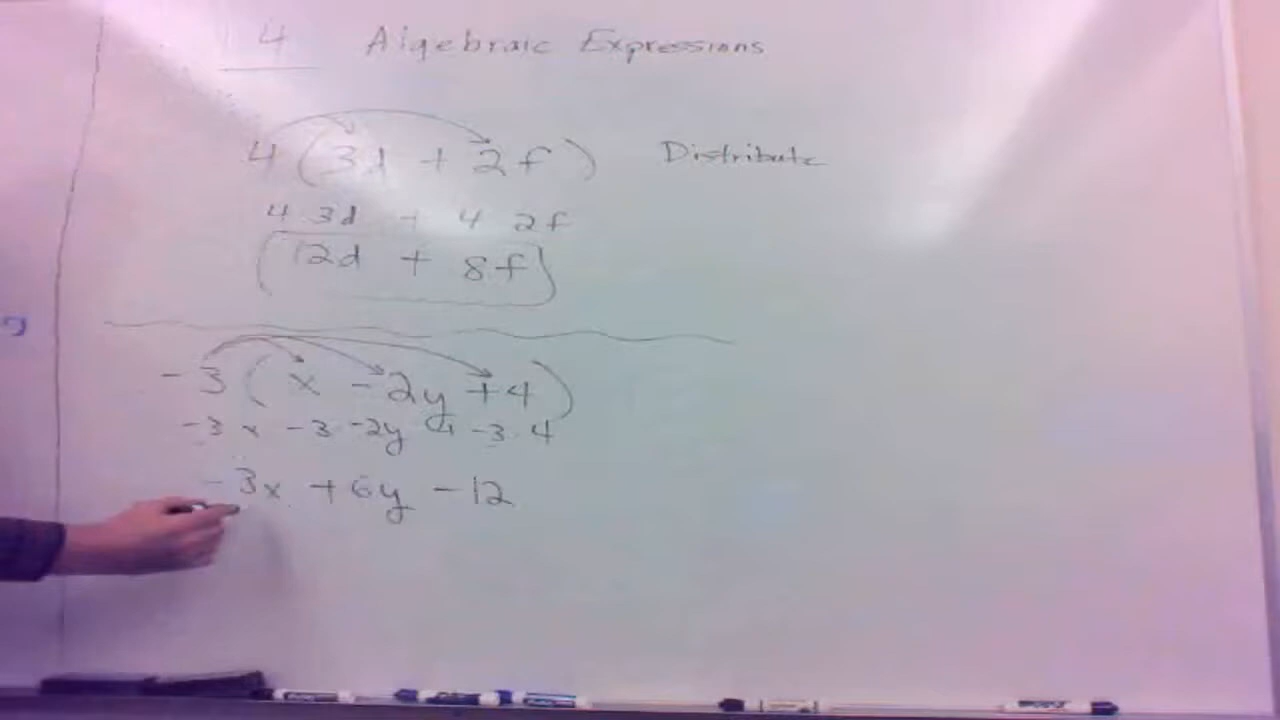 4 Algebraic Expressions
4 (3d + 2f) Distribute
4 3d + 4 2f
12d + 8f
-3 (x -2y +4)
-3 x -3 -2y + -3 . 4
-3x +6y -12